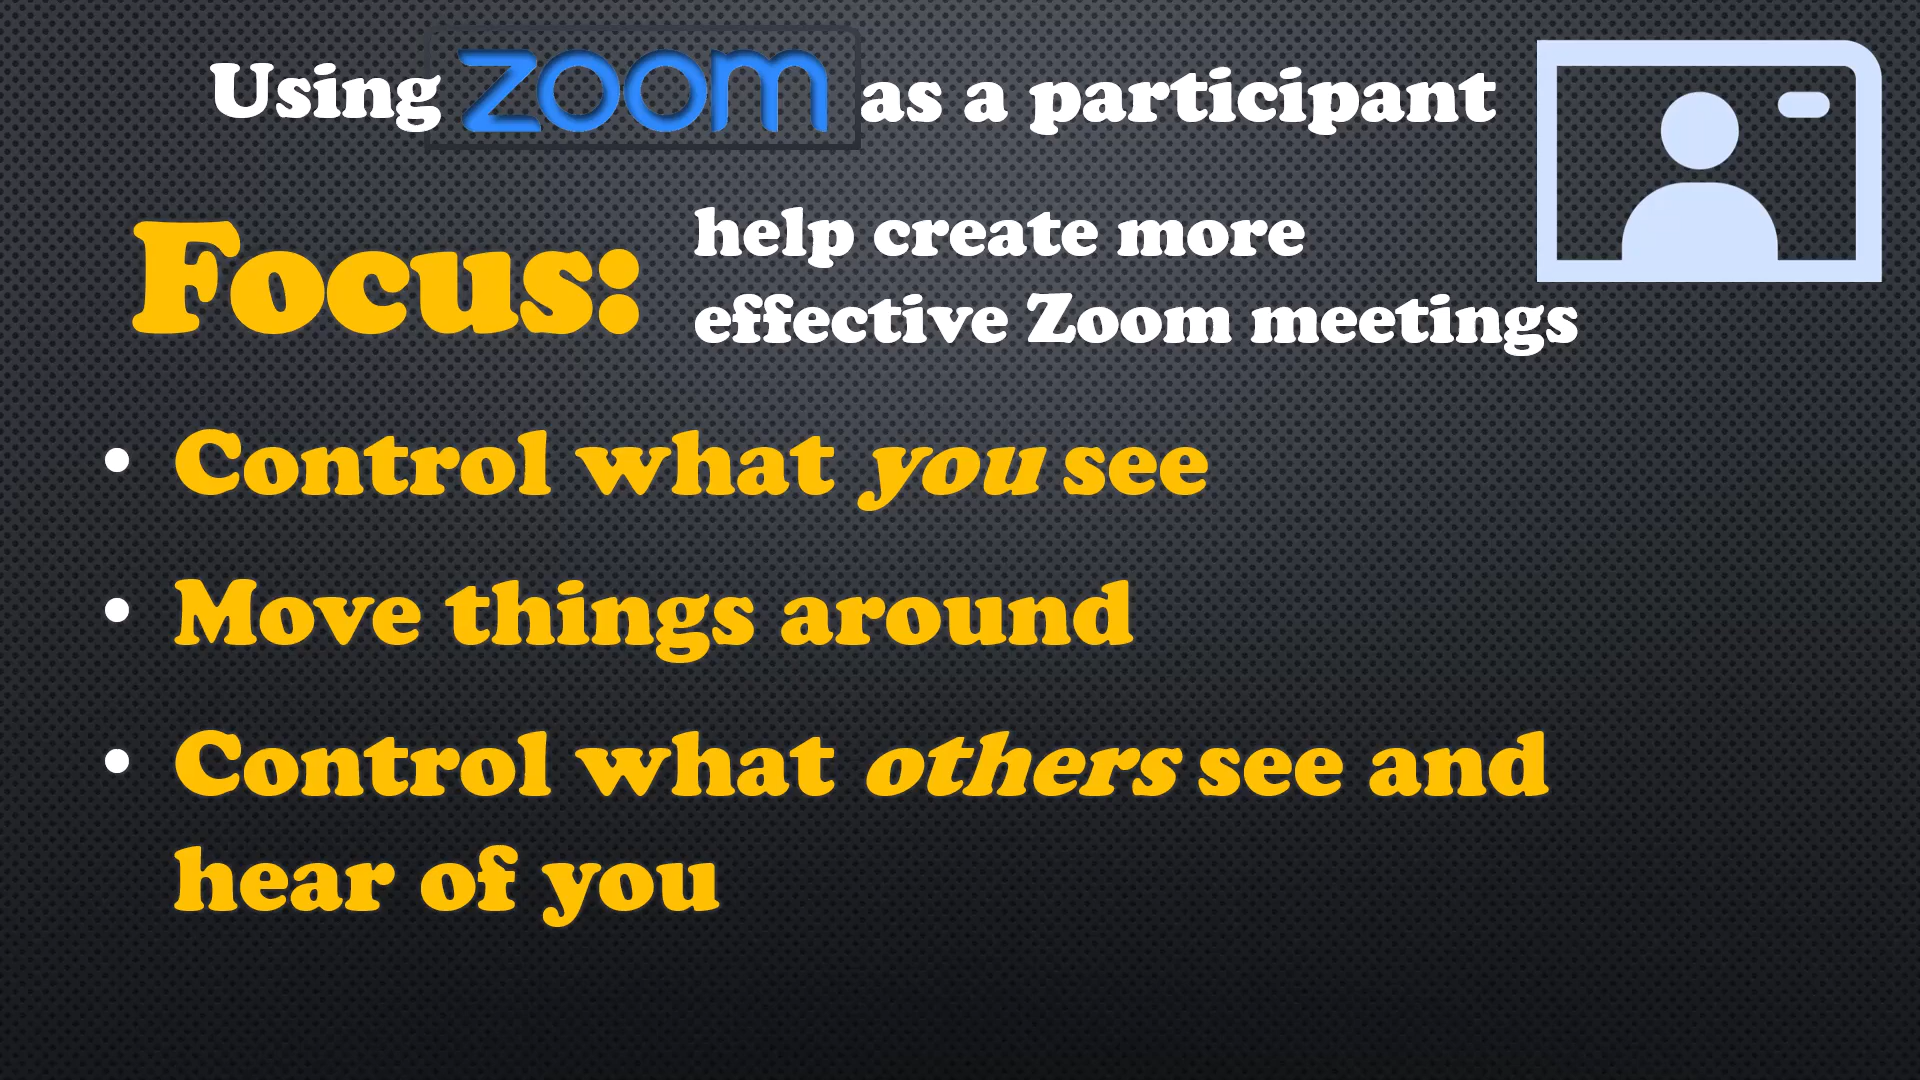 Using zoom as a participant
Focus:
help create more
effective Zoom meetings
• Control what you see
• Move things around
• Control what others see and
hear of you